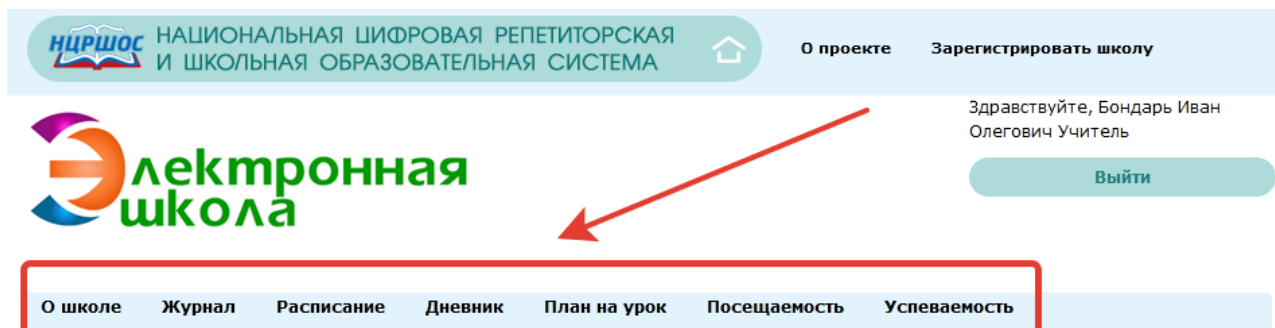 НЦРШОС
НАЦИОНАЛЬНАЯ ЦИФРОВАЯ РЕПЕТИТОРСКАЯ
И ШКОЛЬНАЯ ОБРАЗОВАТЕЛЬНАЯ СИСТЕМА
О проекте
Зарегистрировать школу
Здравствуйте, Бондарь Иван
Олегович Учитель
Выйти
Электронная
школа
О школе Журнал Расписание Дневник План на урок Посещаемость Успеваемость